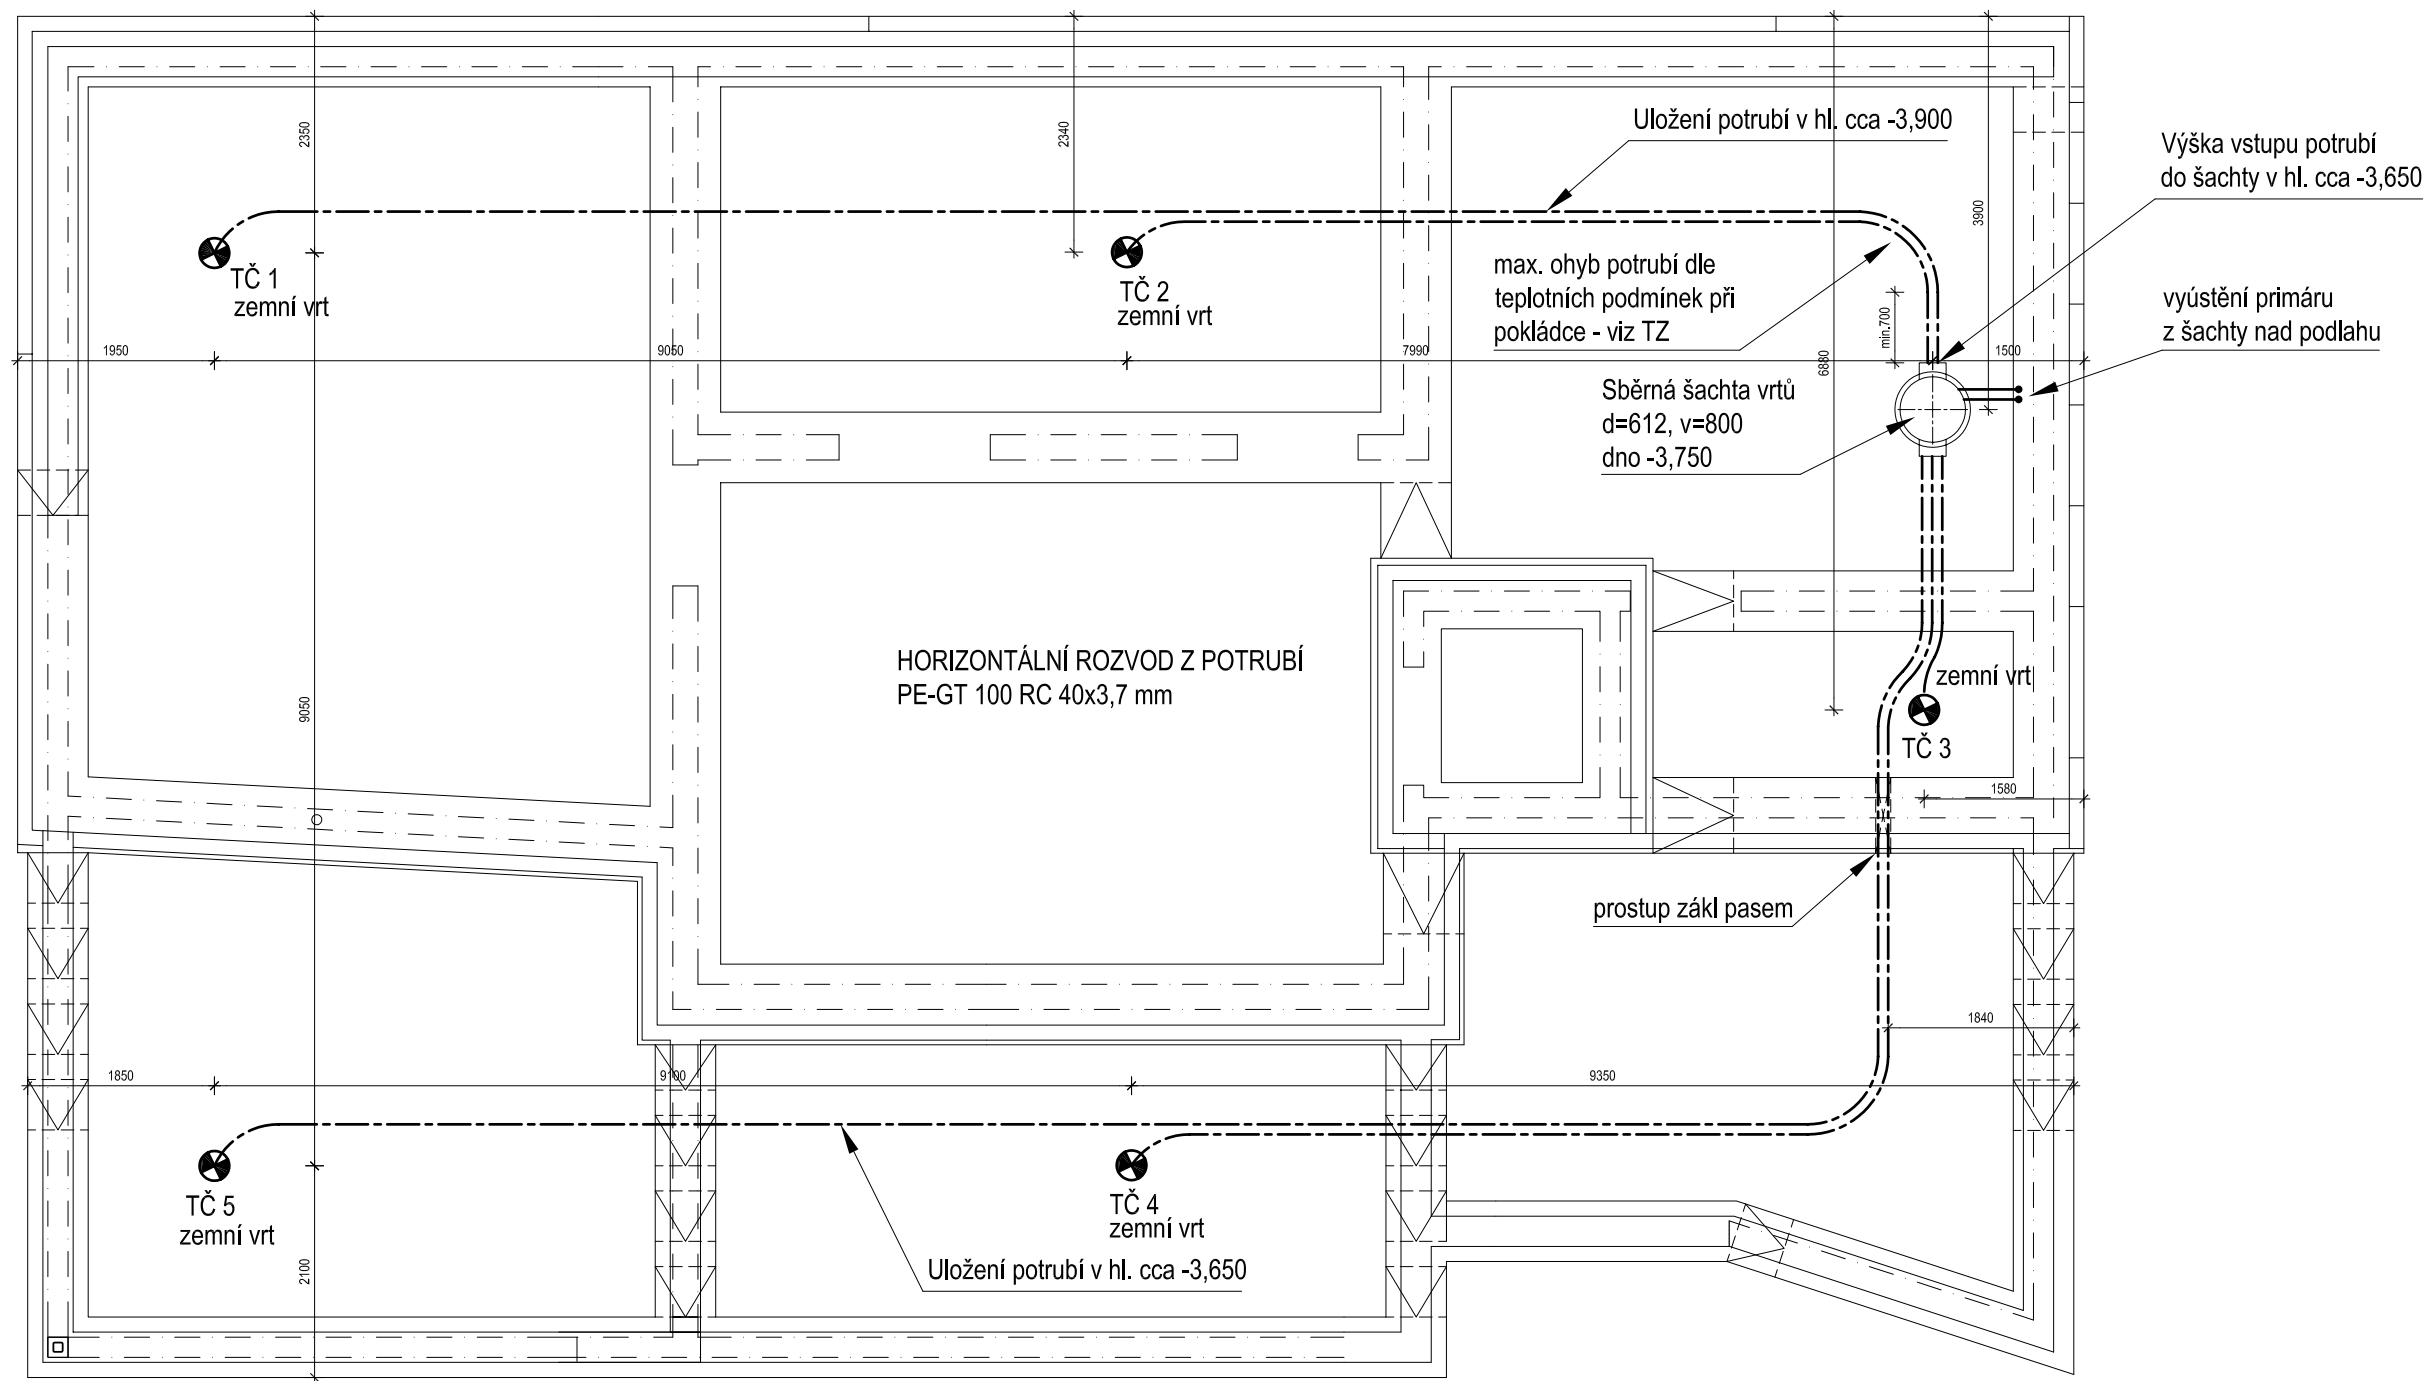 2350
2340
Uložení potrubí v hl. cca -3,900
Výška vstupu potrubí
do šachty v hl. cca -3,650
3900
TČ 1
zemní vrt
TČ 2
zemní vrt
max. ohyb potrubí dle
teplotních podmínek při
pokládce - viz TZ
min.700
vyústění primáru
z šachty nad podlahu
1950
9050
7990
1500
6880
Sběrná šachta vrtů
d=612, v=800
dno -3,750
HORIZONTÁLNÍ ROZVOD Z POTRUBÍ
PE-GT 100 RC 40x3,7 mm
zemní vrt
TČ 3
9050
1580
prostup zákl pasem
1840
1850
9100
9350
TČ 5
zemní vrt
TČ 4
zemní vrt
Uložení potrubí v hl. cca -3,650
2100